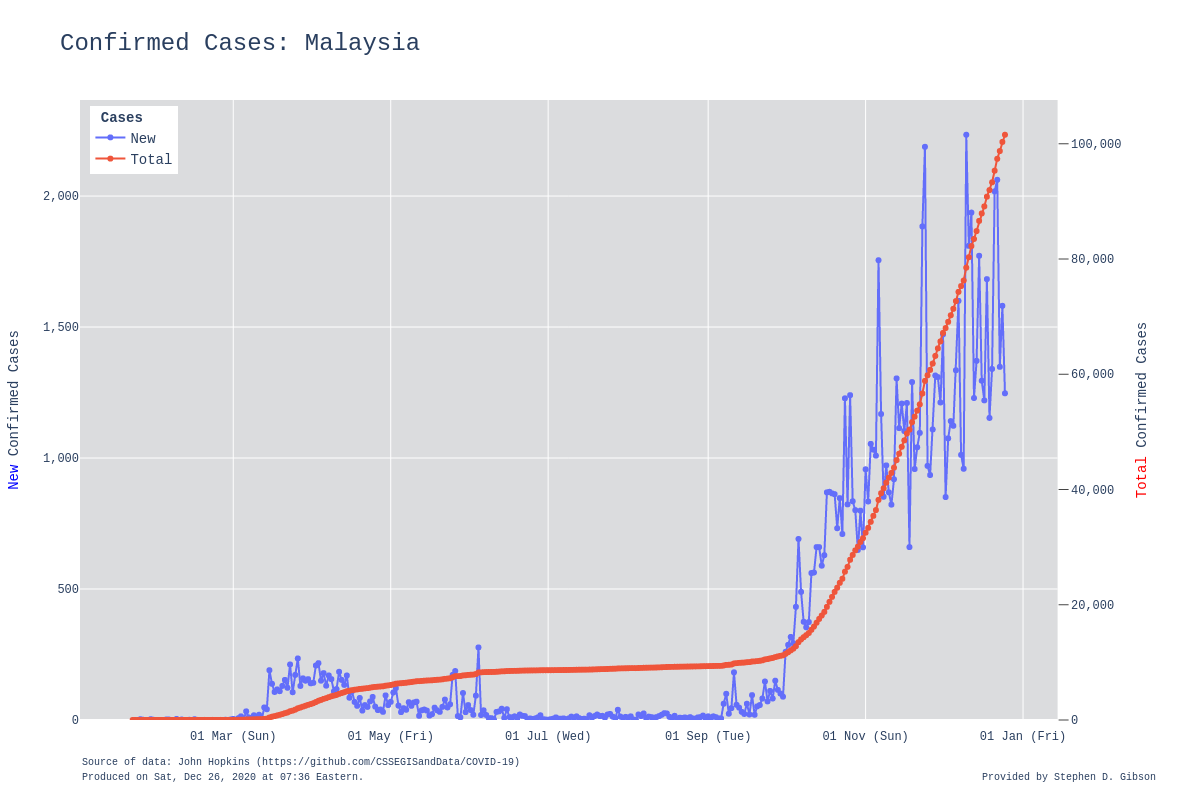 Confirmed Cases: Malaysia
Cases
New
Total
2,000
1,500
1,000
500
0
New Confirmed Cases
100,000
80,000
60,000
40,000
20,000
0
Total Confirmed Cases
01 Mar (Sun)
01 May (Fri)
01 Jul (Wed)
01 Sep (Tue)
01 Nov (Sun)
01 Jan (Fri)
Source of data: John Hopkins (https://github.com/CSSEGISandData/COVID-19)
Produced on Sat, Dec 26, 2020 at 07:36 Eastern.
Provided by Stephen D. Gibson